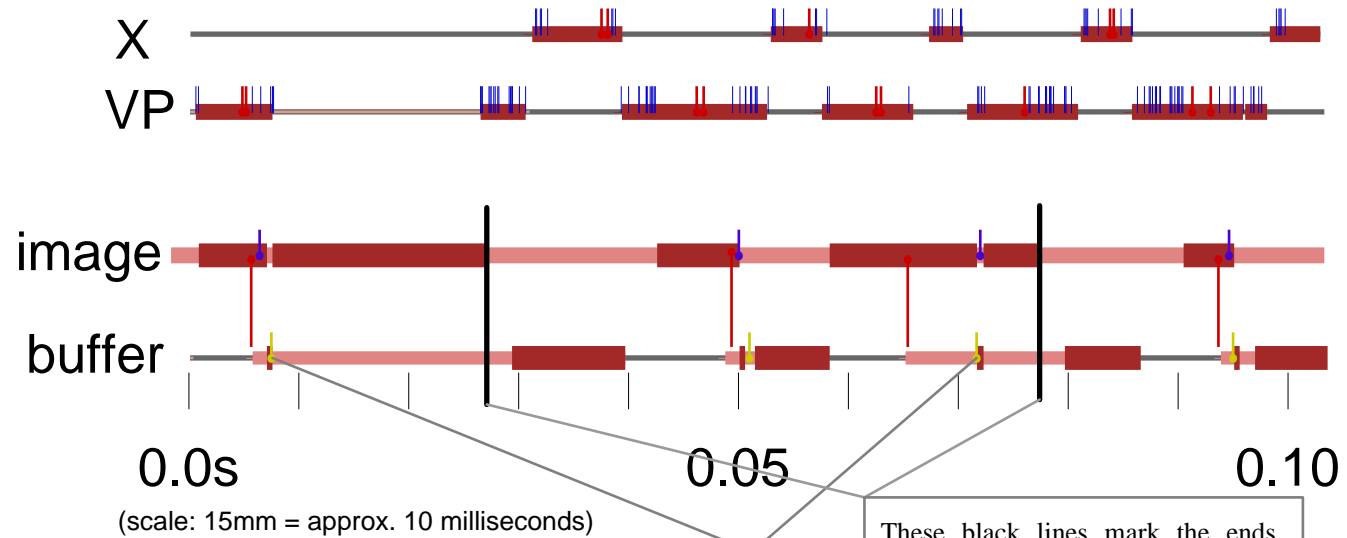 X
VP
image
buffer
0.0s 0.05 0.10
(scale: 15mm = approx. 10 milliseconds)
These black lines mark the ends